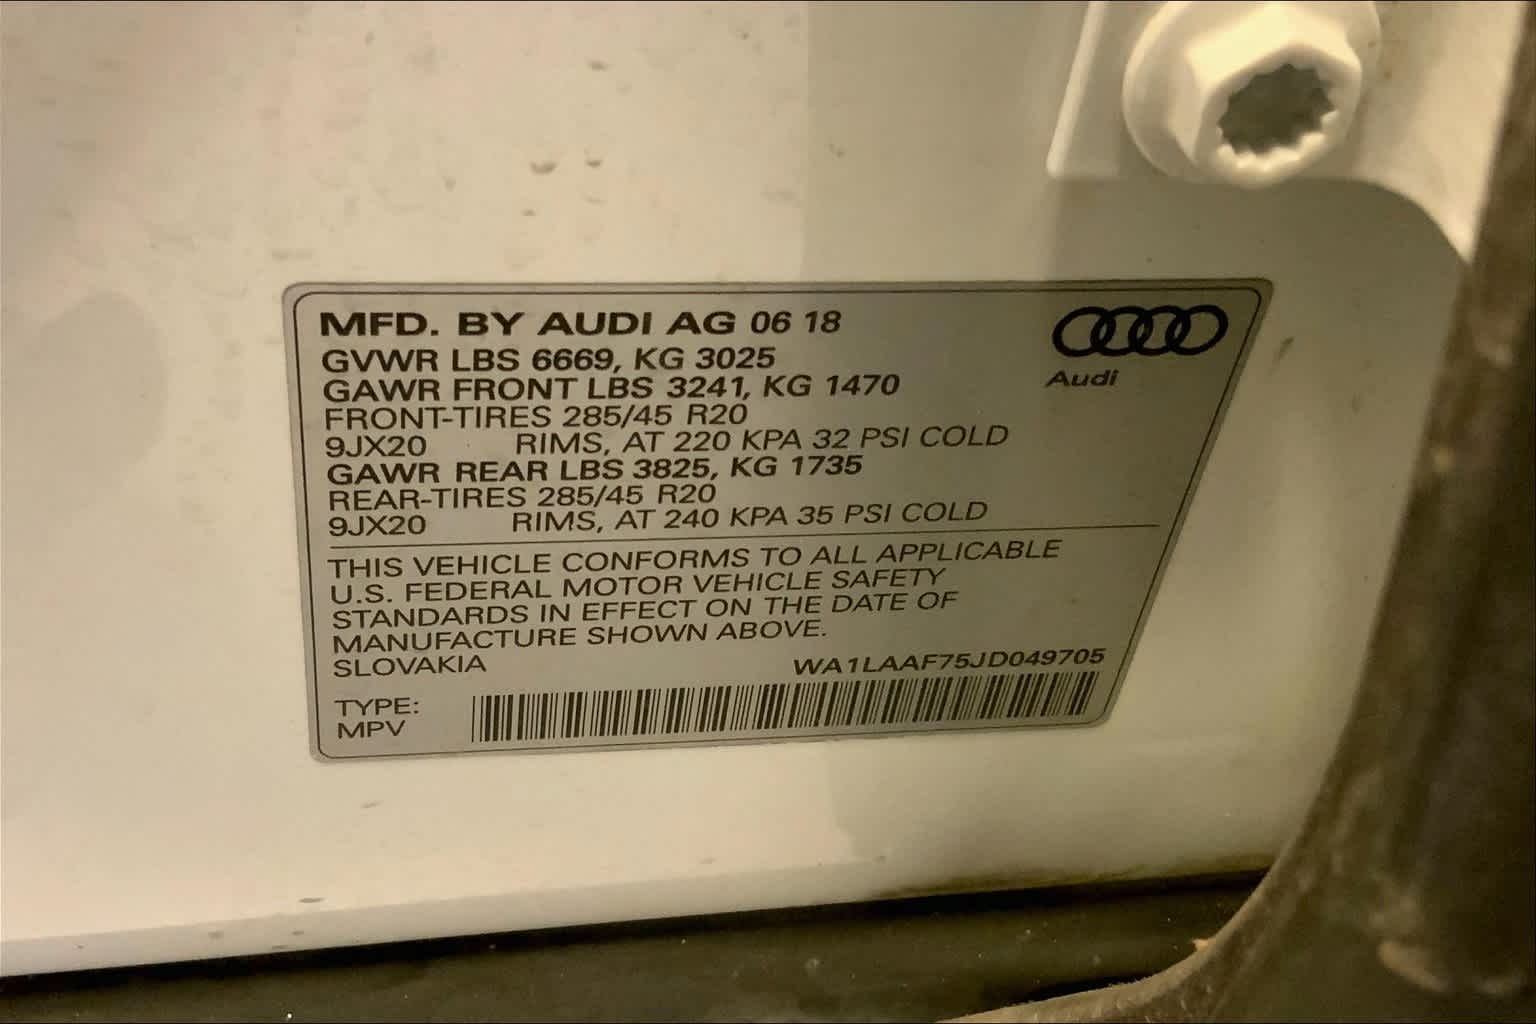 MFD. BY AUDI AG 06 18
GVWR LBS 6669, KG 3025
GAWR FRONT LBS 3241, KG 1470
FRONT-TIRES 285/45 R20
9JX20 RIMS, AT 220 KPA 32 PSI COLD
GAWR REAR LBS 3825, KG 1735
REAR-TIRES 285/45 R20
9JX20 RIMS, AT 240 KPA 35 PSI COLD
Audi
THIS VEHICLE CONFORMS TO ALL APPLICABLE
U.S. FEDERAL MOTOR VEHICLE SAFETY
STANDARDS IN EFFECT ON THE DATE OF
MANUFACTURE SHOWN ABOVE.
SLOVAKIA WA1LAAF75JD049705
TYPE:
MPV